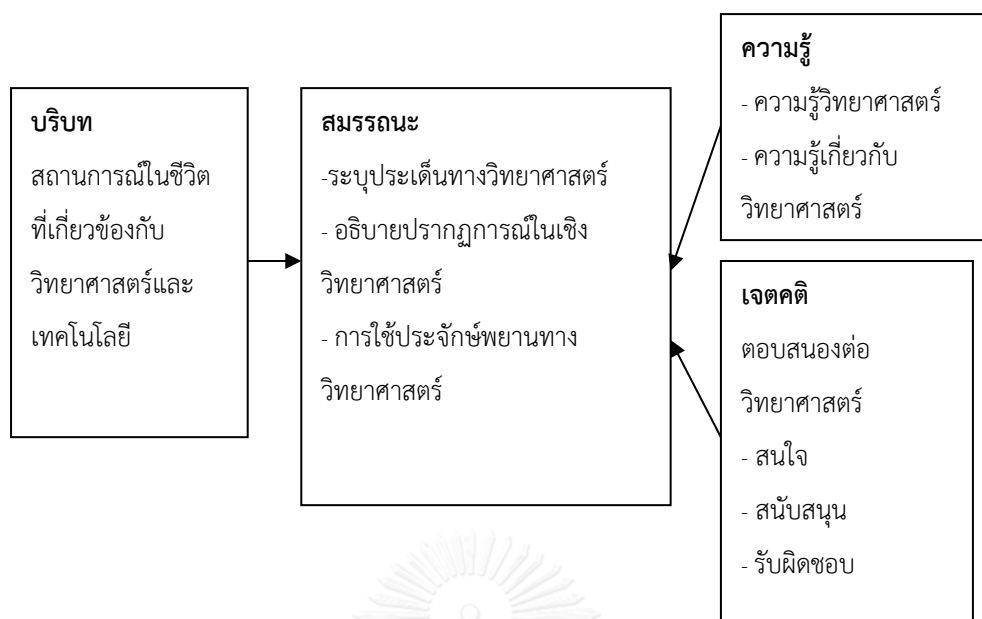 บริบท
สถานการณ์ในชีวิต
ที่เกี่ยวข้องกับ
วิทยาศาสตร์และ
เทคโนโลยี
สมรรถนะ
-ระบุประเด็นทางวิทยาศาสตร์
- อธิบายปรากฏการณ์ในเชิง
วิทยาศาสตร์
- การใช้ประจักษ์พยานทาง
วิทยาศาสตร์
ความรู้
- ความรู้วิทยาศาสตร์
- ความรู้เกี่ยวกับ
วิทยาศาสตร์
เจตคติ
ตอบสนองต่อ
วิทยาศาสตร์
- สนใจ
- สนับสนุน
- รับผิดชอบ